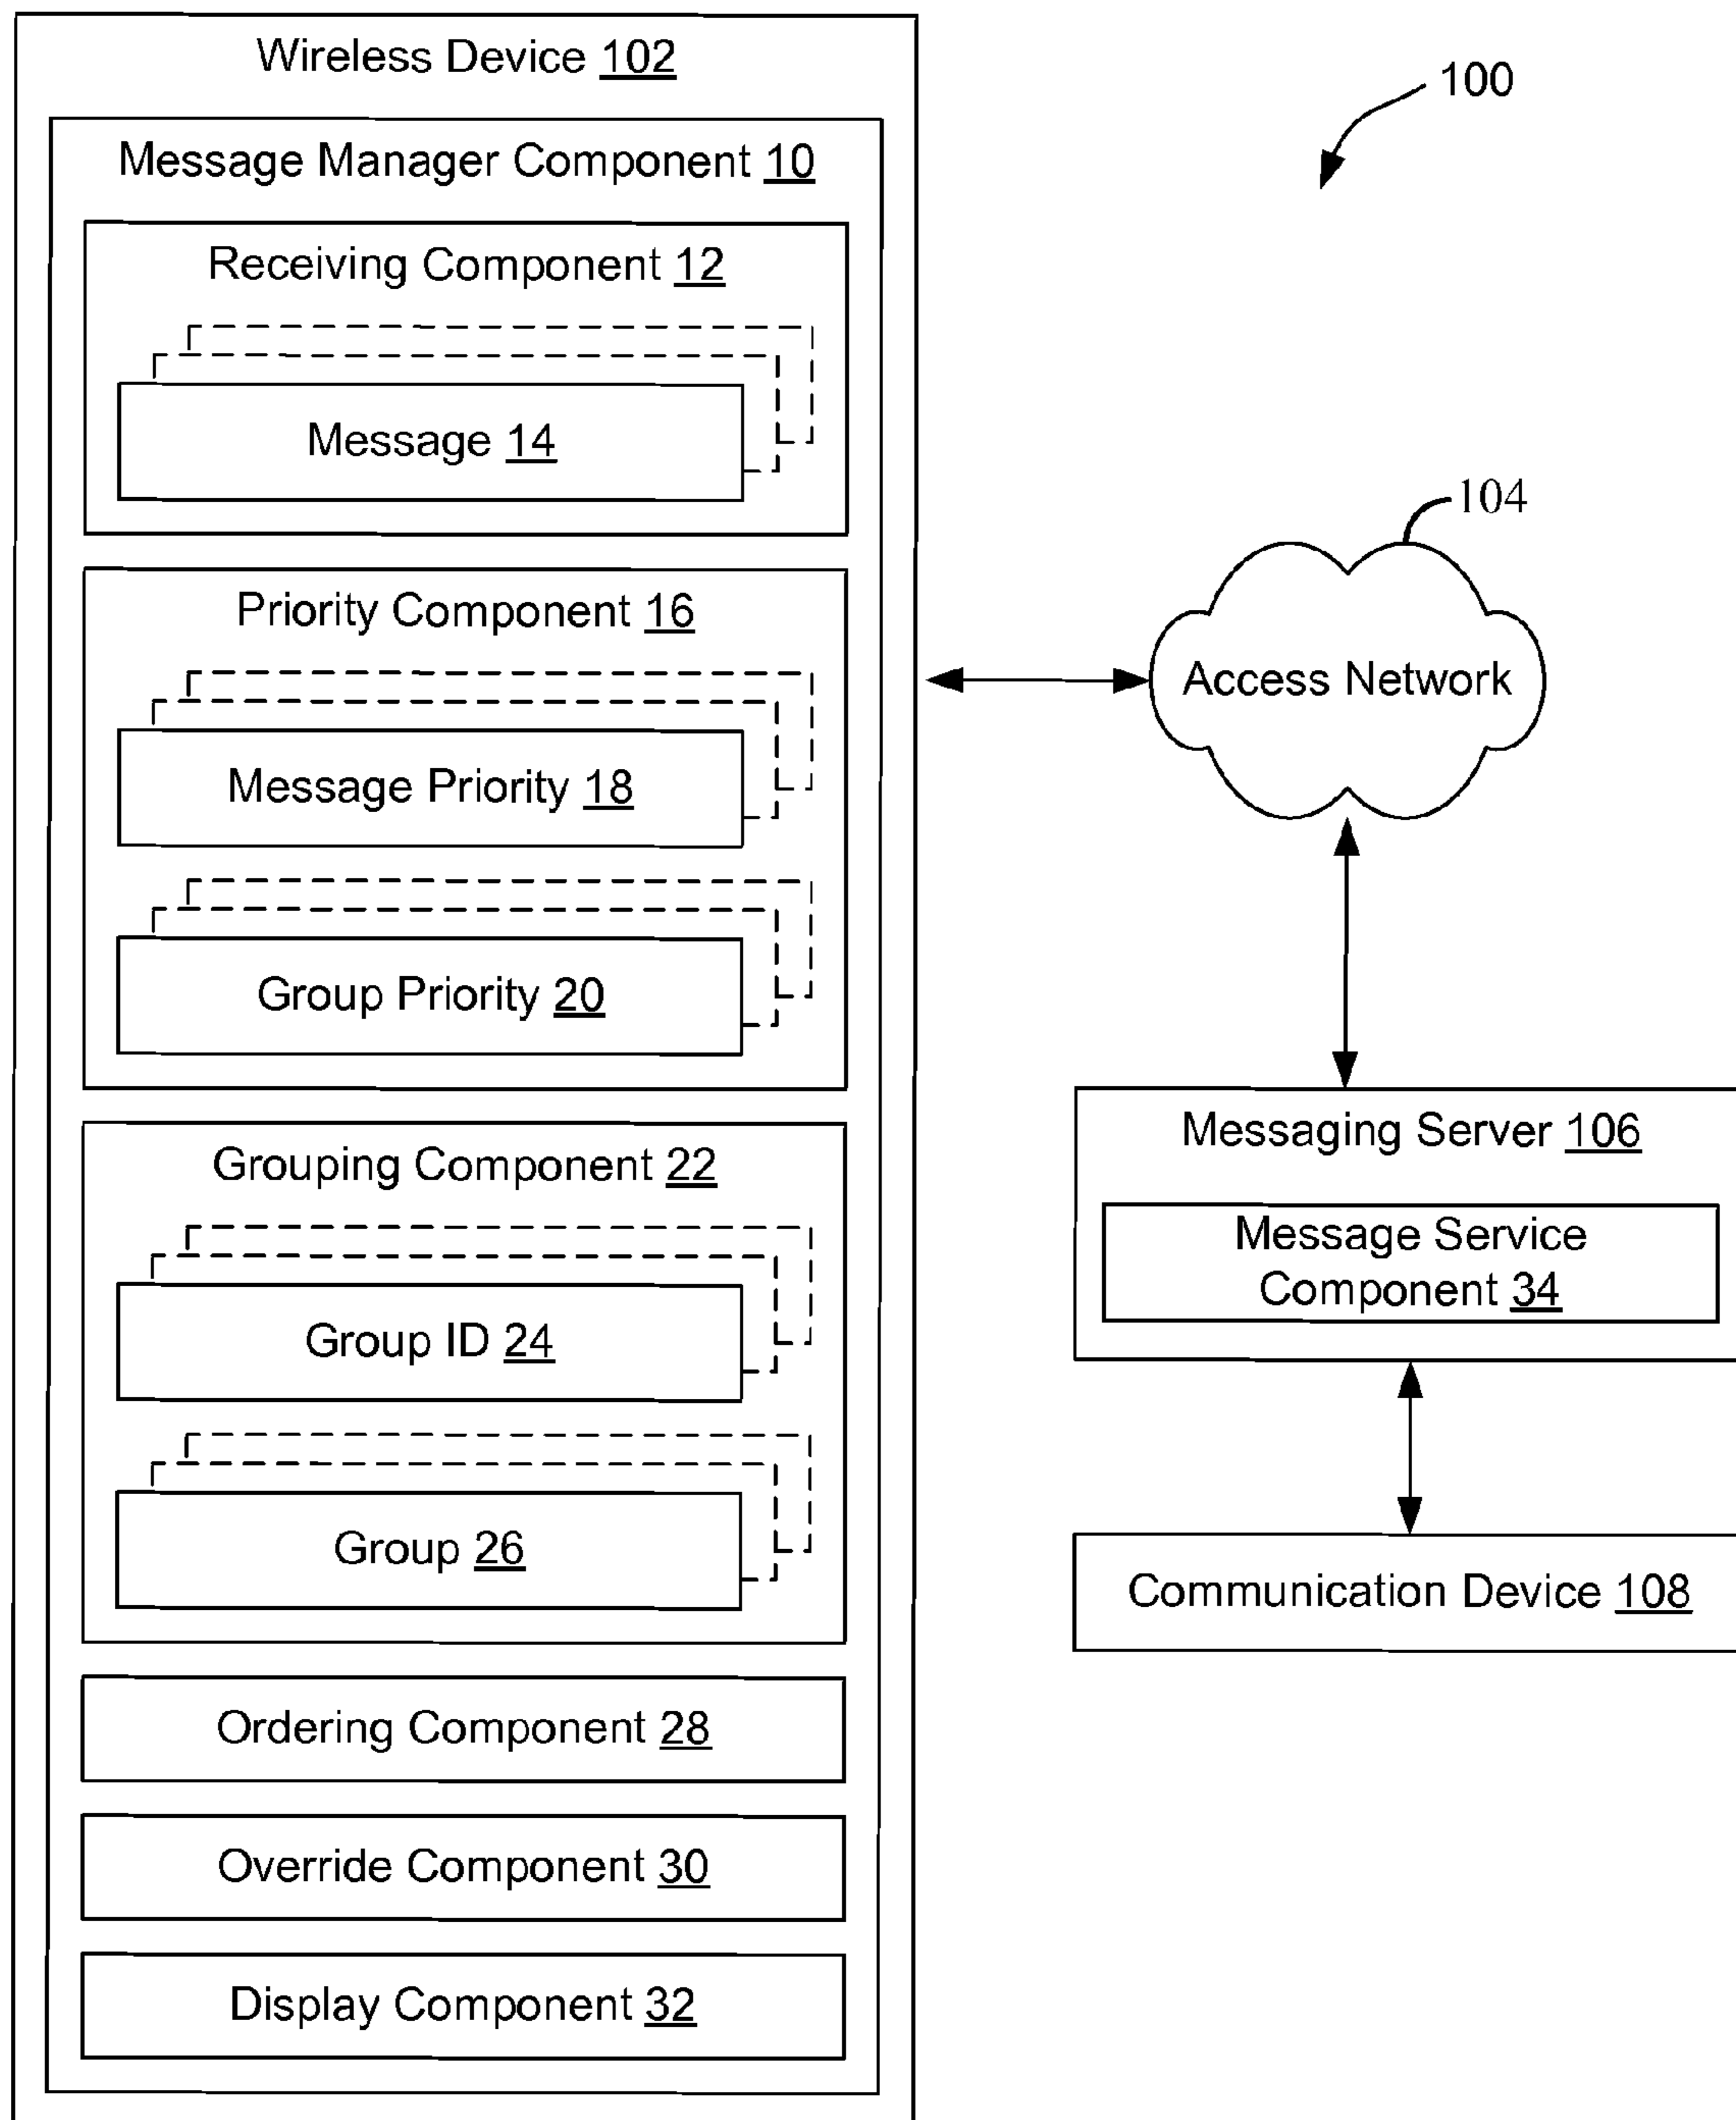 Wireless Device 102
Message Manager Component 10
Receiving Component 12
Message 14
Priority Component 16
Message Priority 18
Group Priority 20
Grouping Component 22
Group ID 24
Group 26
Ordering Component 28
Override Component 30
Display Component 32
100
104
Access Network
Messaging Server 106
Message Service
Component 34
Communication Device 108